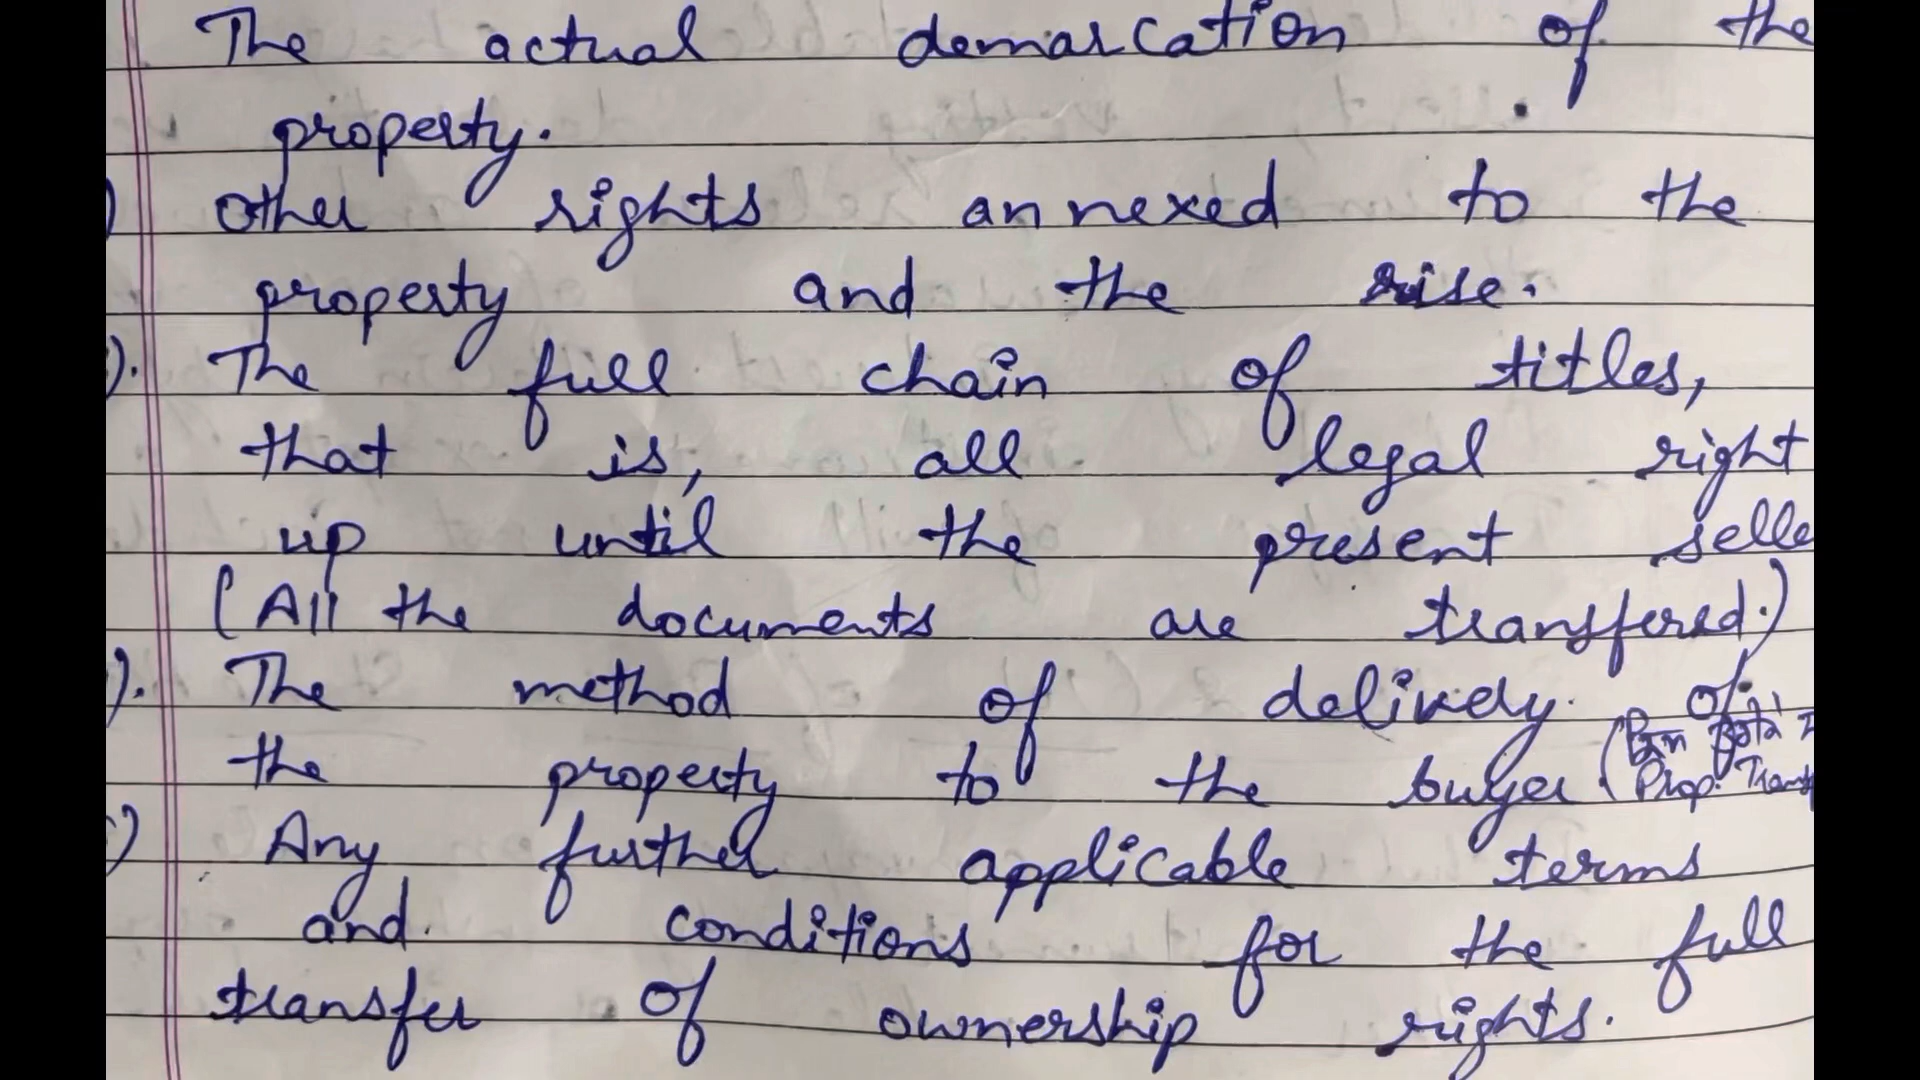 The actual demarcation of the
property.
) Other rights annexed to the
property and the rise.
). The full chain of titles,
that is, all legal right
up until the present selle
(All the documents are transfered.)
). The method of delivery of
the property to the buyer (
Prop. Transf
) Any further applicable terms
and conditions for the full
transfer of ownership rights.